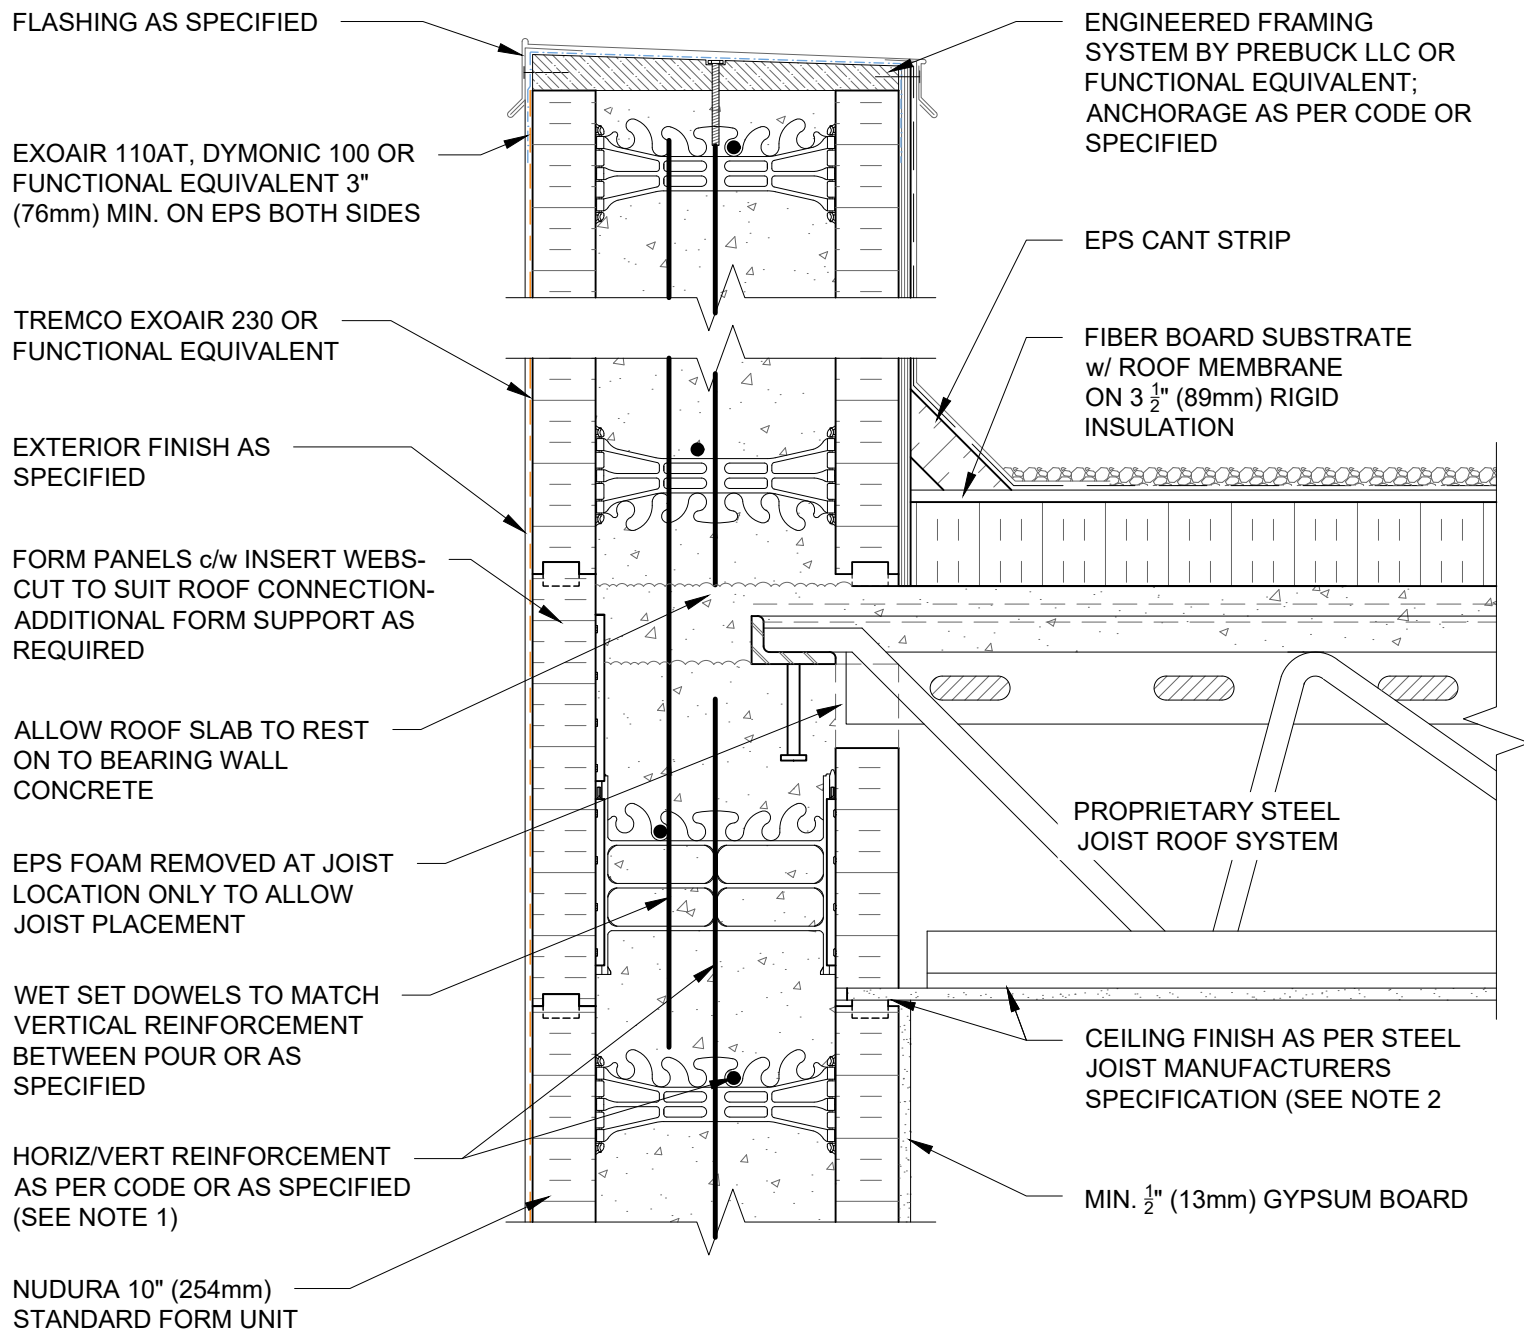 FLASHING AS SPECIFIED
EXOAIR 110AT, DYMONIC 100 OR
FUNCTIONAL EQUIVALENT 3"
(76mm) MIN. ON EPS BOTH SIDES
TREMCO EXOAIR 230 OR
FUNCTIONAL EQUIVALENT
EXTERIOR FINISH AS
SPECIFIED
FORM PANELS c/w INSERT WEBS-
CUT TO SUIT ROOF CONNECTION-
ADDITIONAL FORM SUPPORT AS
REQUIRED
ALLOW ROOF SLAB TO REST
ON TO BEARING WALL
CONCRETE
EPS FOAM REMOVED AT JOIST
LOCATION ONLY TO ALLOW
JOIST PLACEMENT
WET SET DOWELS TO MATCH
VERTICAL REINFORCEMENT
BETWEEN POUR OR AS
SPECIFIED
HORIZ/VERT REINFORCEMENT
AS PER CODE OR AS SPECIFIED
(SEE NOTE 1)
NUDURA 10" (254mm)
STANDARD FORM UNIT
ENGINEERED FRAMING
SYSTEM BY PREBUCK LLC OR
FUNCTIONAL EQUIVALENT;
ANCHORAGE AS PER CODE OR
SPECIFIED
EPS CANT STRIP
FIBER BOARD SUBSTRATE
w/ ROOF MEMBRANE
ON 3 1/2" (89mm) RIGID
INSULATION
PROPRIETARY STEEL
JOIST ROOF SYSTEM
CEILING FINISH AS PER STEEL
JOIST MANUFACTURERS
SPECIFICATION (SEE NOTE 2
MIN. 1/2" (13mm) GYPSUM BOARD